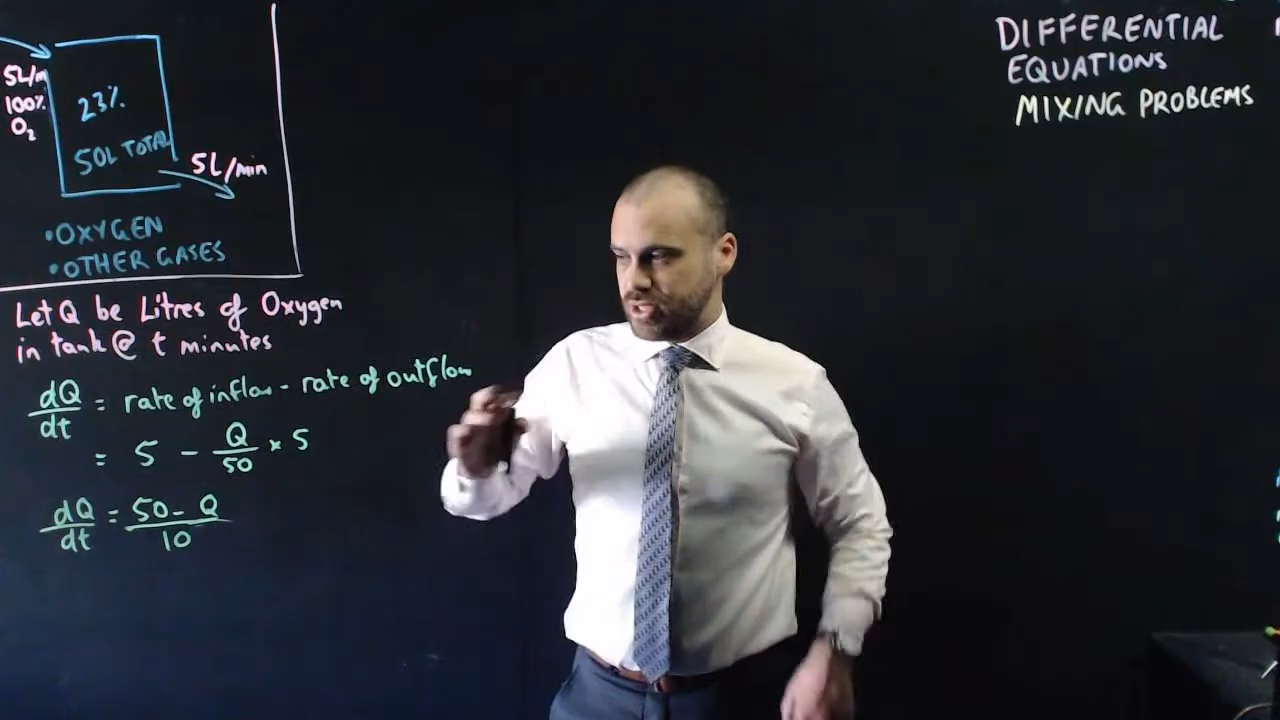 5L/m
100%
O2
23%
50L TOTAL
5L/min
•OXYGEN
•OTHER GASES
Let Q be Litres of Oxygen
in tank @ t minutes
dQ/dt = rate of inflow - rate of outflow
= 5 - Q/50 × 5
dQ/dt = 50 - Q/10
DIFFERENTIAL
EQUATIONS
MIXING PROBLEMS